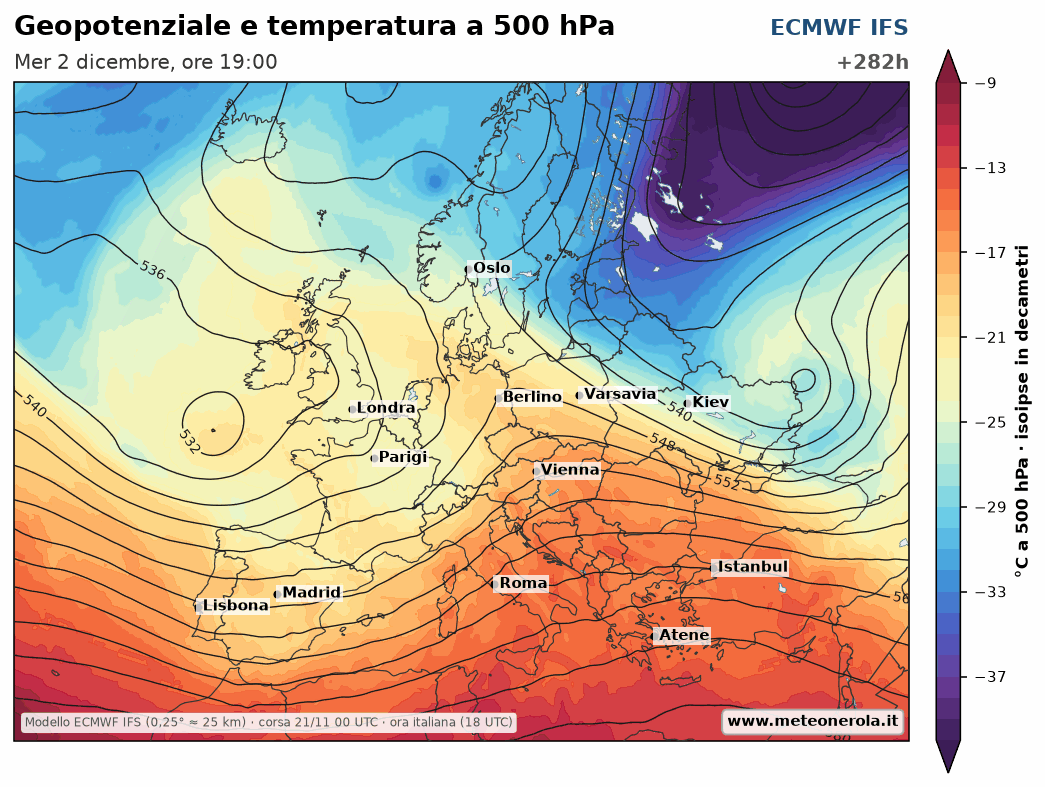 Geopotenziale e temperatura a 500 hPa
ECMWF IFS
Mer 2 dicembre, ore 19:00
+282h
−9
−13
−17
−21
−25
−29
−33
−37
°C a 500 hPa · isoipse in decametri
536
Oslo
540
532
Londra
Parigi
Berlino
Varsavia
Kiev
540
548
552
Vienna
Istanbul
Roma
Madrid
Lisbona
Atene
56
Modello ECMWF IFS (0,25° ≈ 25 km) · corsa 21/11 00 UTC · ora italiana (18 UTC)
www.meteonerola.it